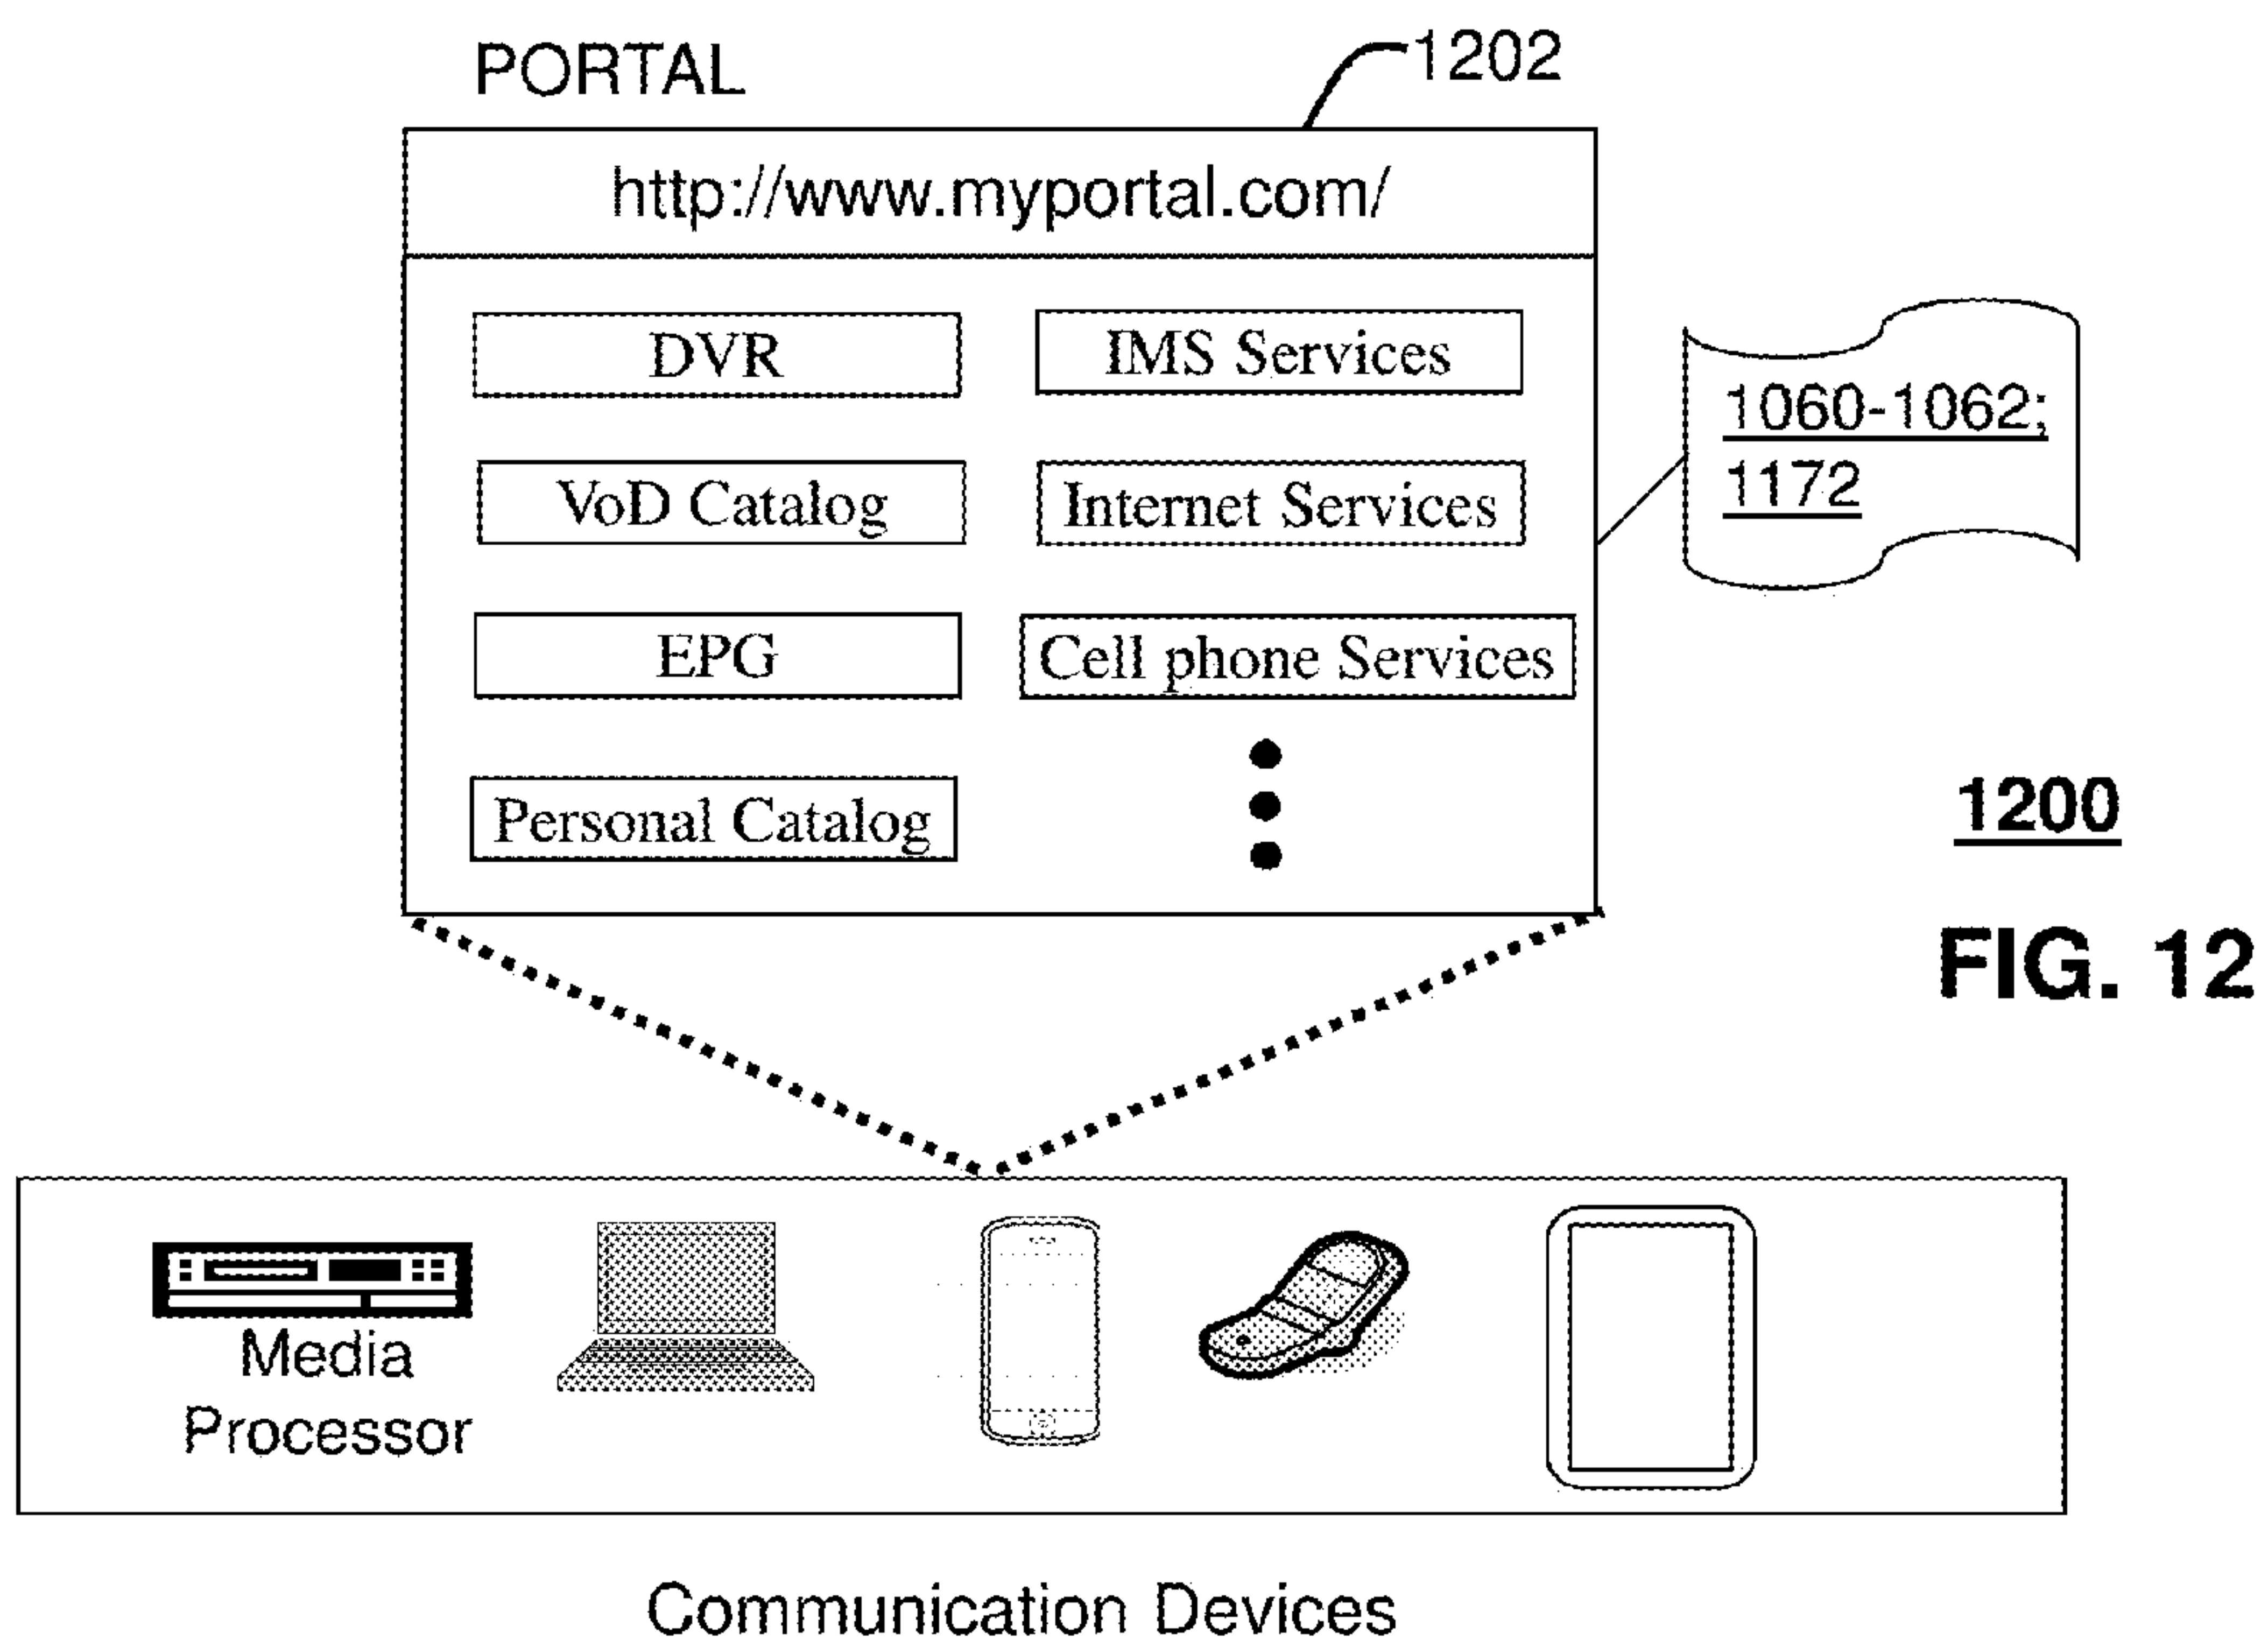 PORTAL
1202
http://www.myportal.com/
DVR
IMS Services
VoD Catalog
Internet Services
EPG
Cell phone Services
Personal Catalog
1060-1062;
1172
1200
FIG. 12
Media
Processor
Communication Devices